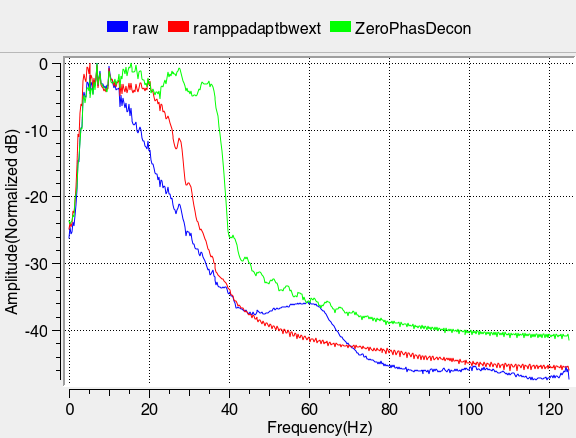 raw ramppadaptbwext ZeroPhasDecon
Amplitude(Normalized dB)
0
-10
-20
-30
-40
0 20 40 60 80 100 120
Frequency(Hz)